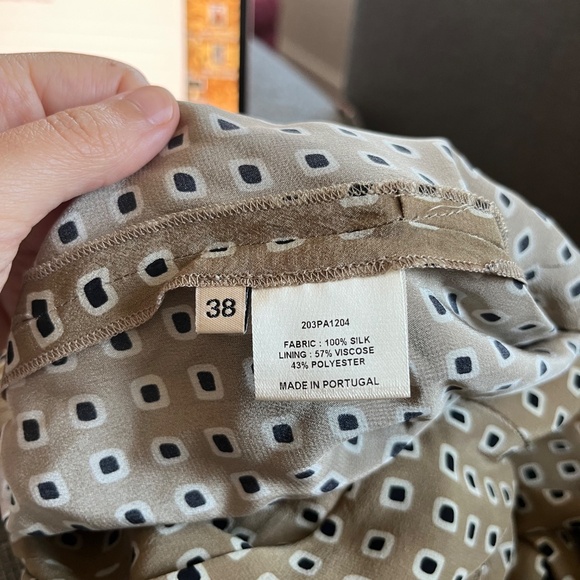 38
203PA1204
FABRIC : 100% SILK
LINING : 57% VISCOSE
43% POLYESTER
MADE IN PORTUGAL